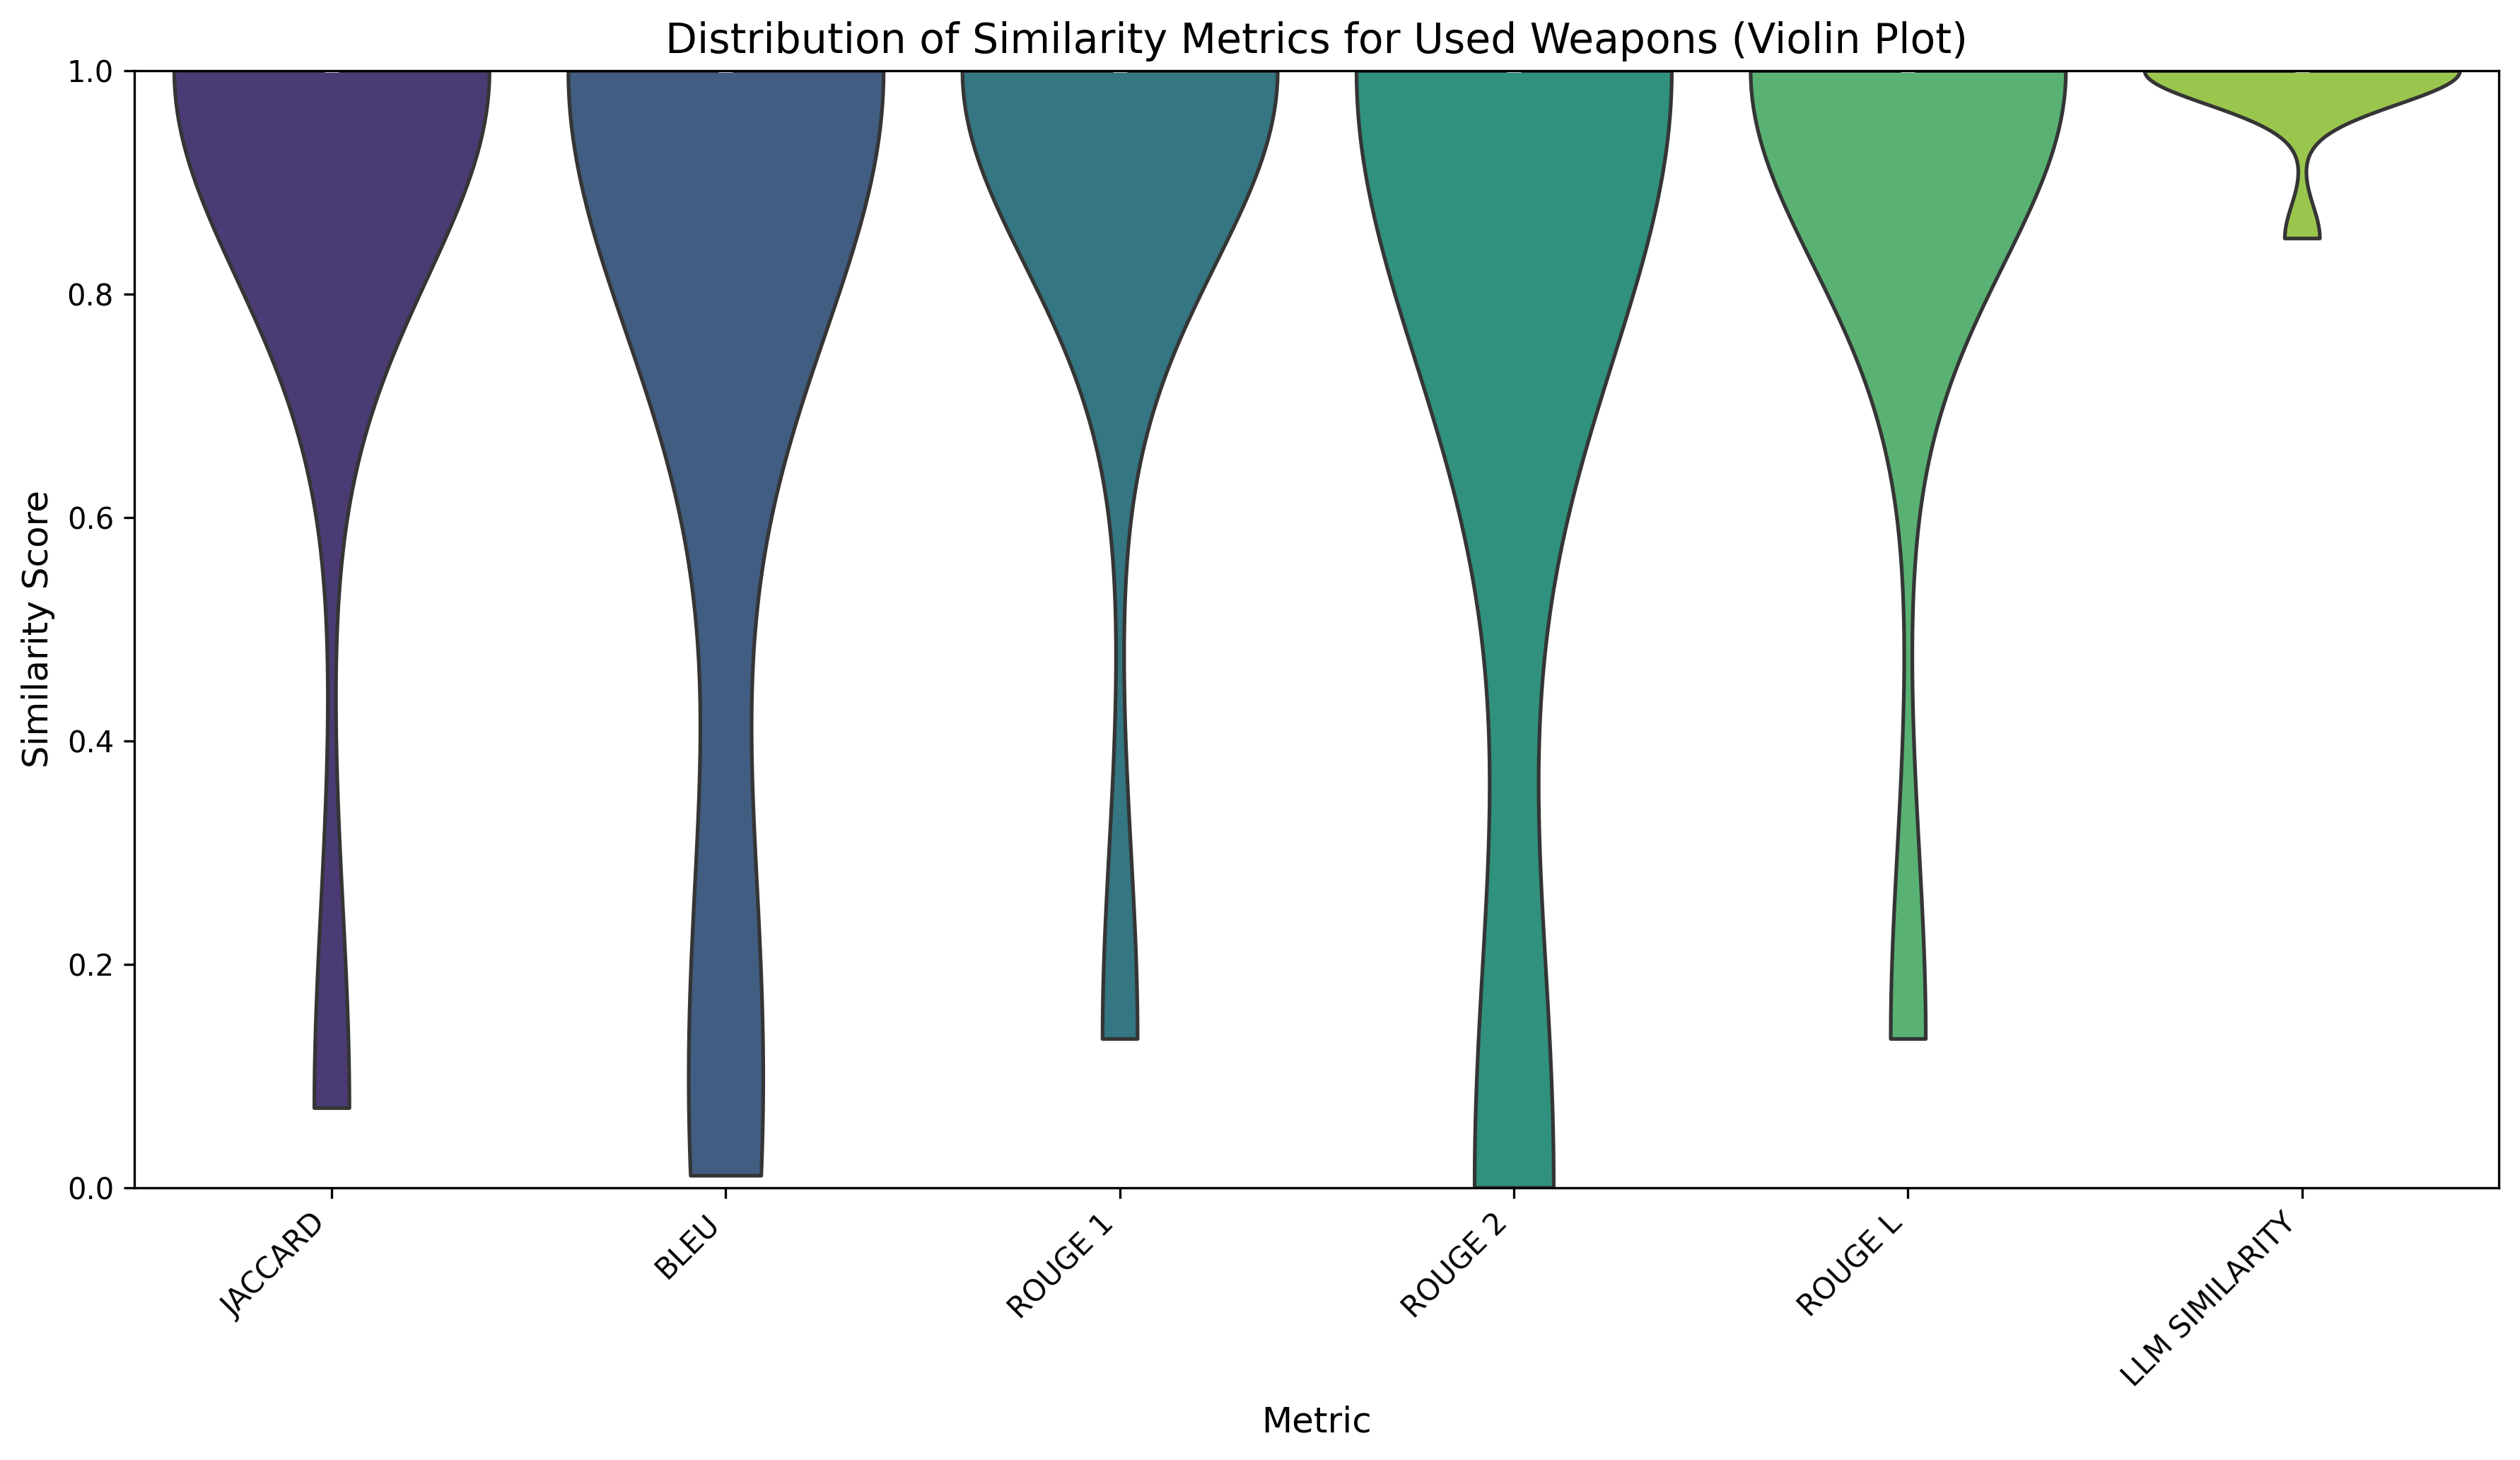 Distribution of Similarity Metrics for Used Weapons (Violin Plot)
1.0
0.8
0.6
0.4
0.2
0.0
Similarity Score
JACCARD
BLEU
ROUGE 1
ROUGE 2
ROUGE L
LLM SIMILARITY
Metric